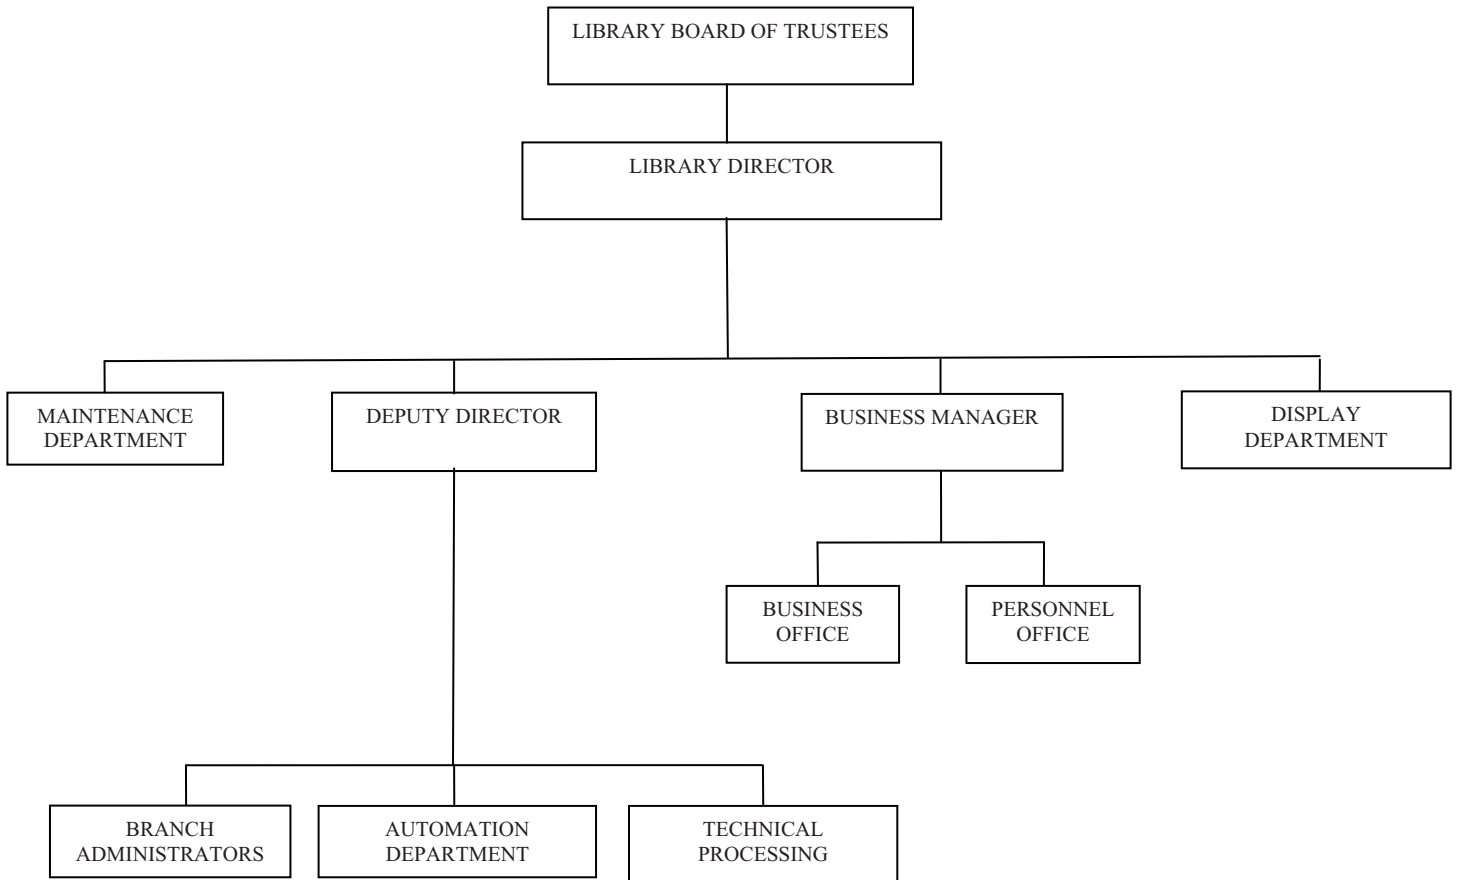 LIBRARY BOARD OF TRUSTEES
LIBRARY DIRECTOR
MAINTENANCE
DEPARTMENT
DEPUTY DIRECTOR
BUSINESS MANAGER
DISPLAY
DEPARTMENT
BUSINESS
OFFICE
PERSONNEL
OFFICE
BRANCH
ADMINISTRATORS
AUTOMATION
DEPARTMENT
TECHNICAL
PROCESSING